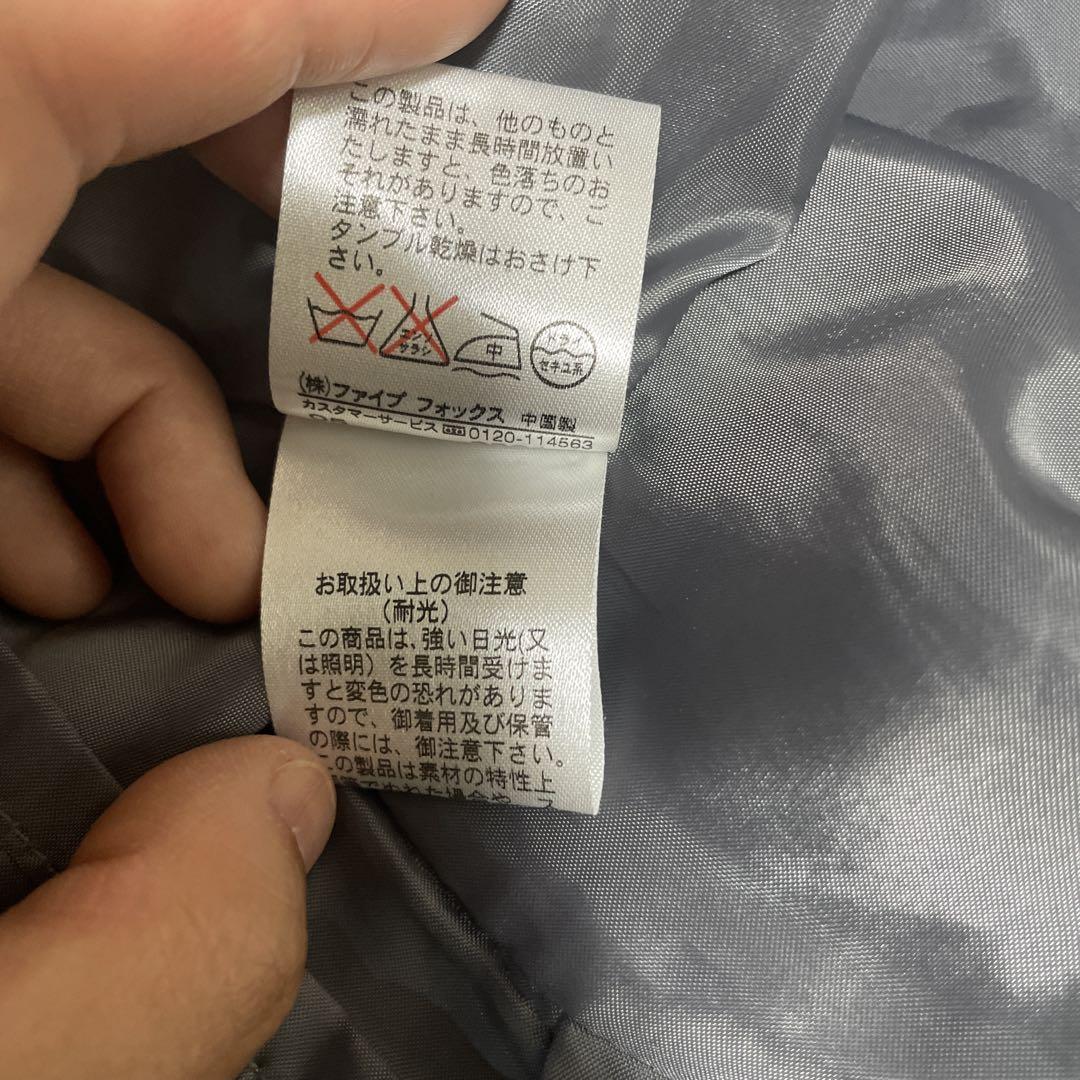 この製品は、他のものと
濡れたまま長時間放置い
たしますと、色落ちのお
それがありますので、ご
注意下さい。
タンブル乾燥はおさけ下
さい。
エンソ
サラシ
中
ドライ
セキユ系
(株)ファイブ フォックス 中国製
カスタマーサービス 0120-114563
お取扱い上の御注意
(耐光)
この商品は、強い日光(又
は照明) を長時間受けま
すと変色の恐れがありま
すので、御着用及び保管
の際には、御注意下さい。
この製品は素材の特性上